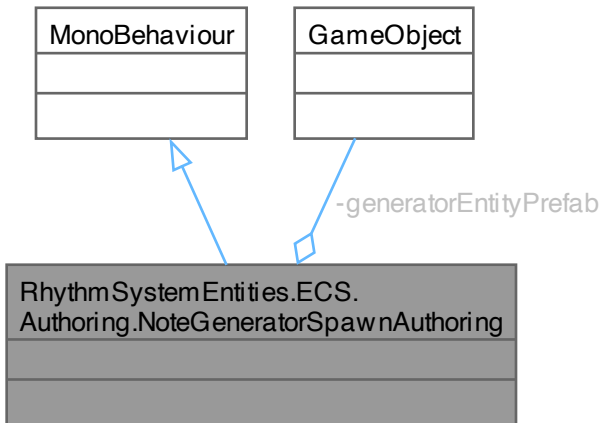 MonoBehaviour
GameObject
-generatorEntityPrefab
RhythmSystemEntities.ECS.
Authoring.NoteGeneratorSpawnAuthoring